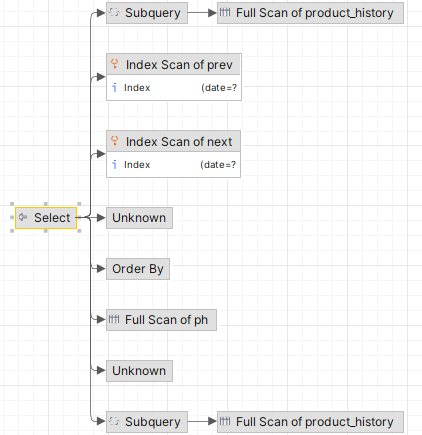 Subquery Full Scan of product_history
Index Scan of prev
Index (date=?
Index Scan of next
Index (date=?
Select
Unknown
Order By
Full Scan of ph
Unknown
Subquery Full Scan of product_history